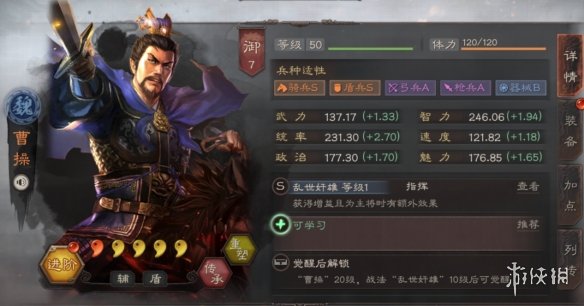 御
7
等级 50
体力 120/120
兵种适性
骑兵S
盾兵S
弓兵A
枪兵A
器械B
武力 137.17 (+1.33)
智力 246.06 (+1.94)
统率 231.30 (+2.70)
速度 121.82 (+1.18)
政治 177.30 (+1.70)
魅力 176.85 (+1.65)
S 乱世奸雄 等级1
指挥
查看
获得增益且为主将时有额外效果
可学习
推荐
觉醒后解锁
"曹操"20级，战法"乱世奸雄"10级后可觉醒
魏
曹操
进阶
辅 盾
重塑
传承
详情
装备
加点
列传
游侠网